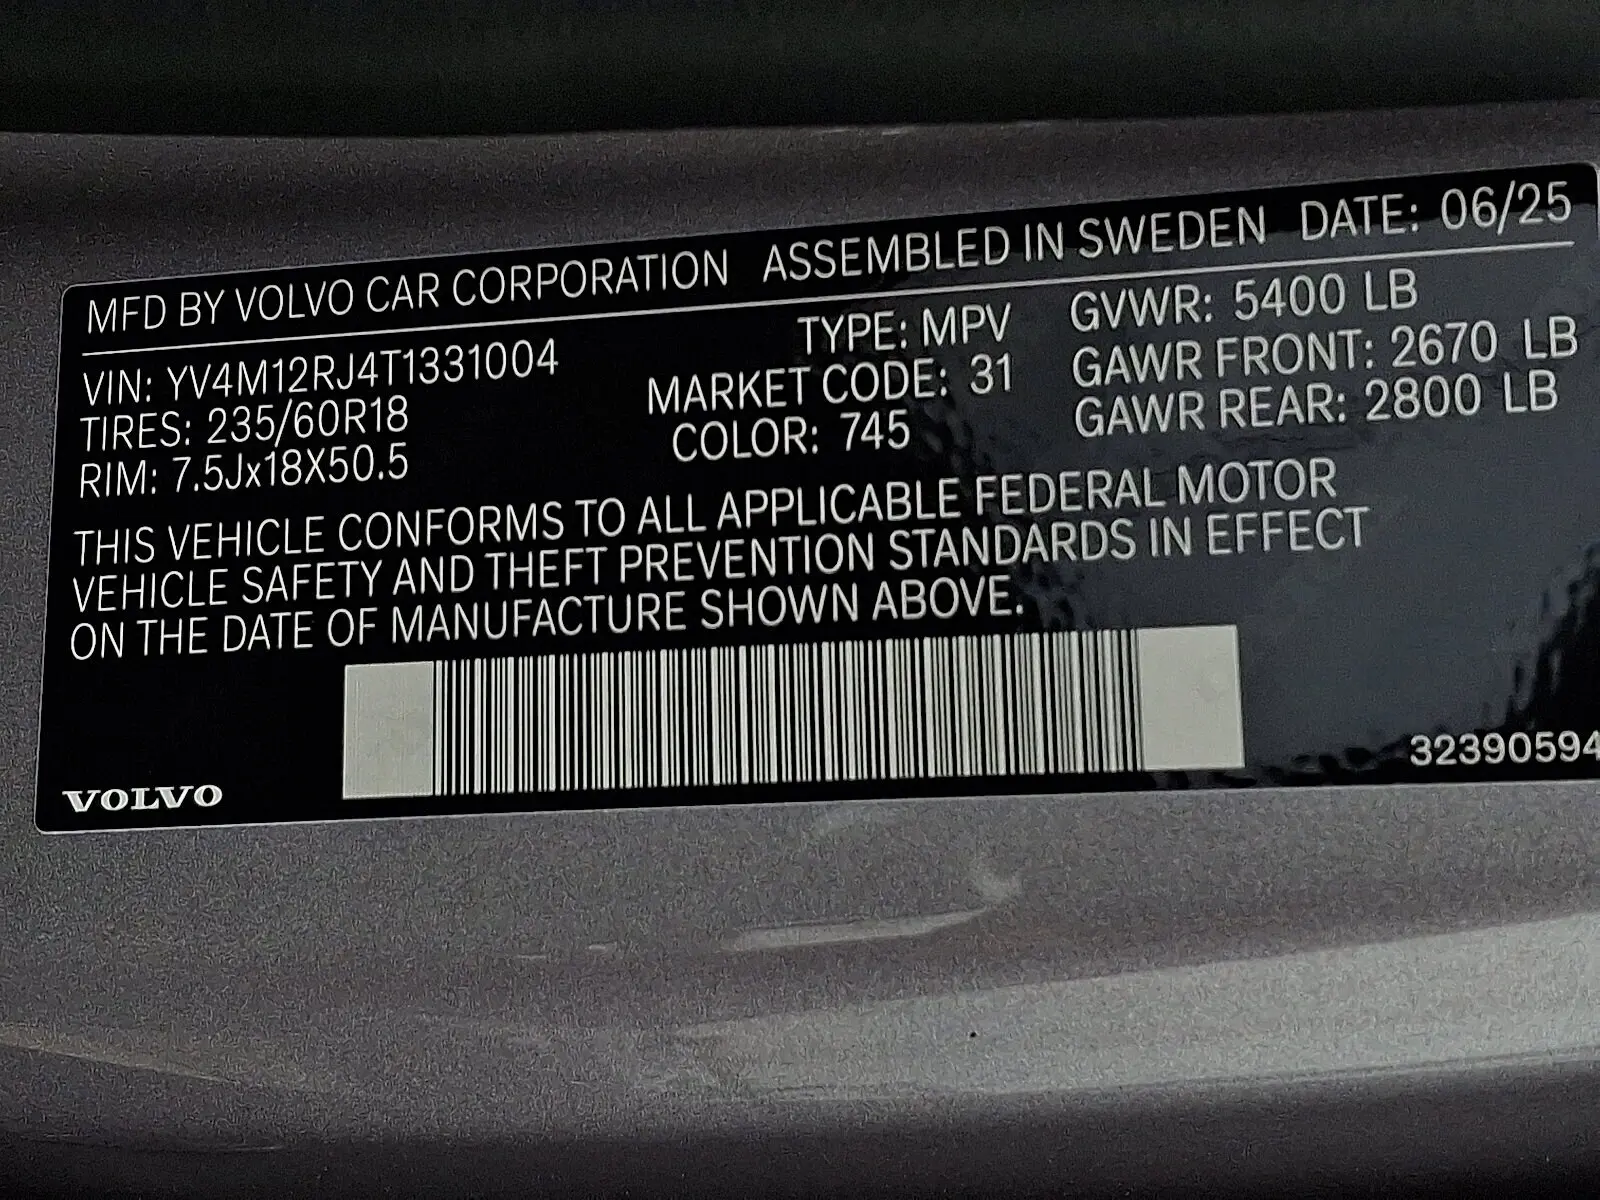 MFD BY VOLVO CAR CORPORATION ASSEMBLED IN SWEDEN DATE: 06/25
VIN: YV4M12RJ4T1331004 TYPE: MPV GVWR: 5400 LB
TIRES: 235/60R18 MARKET CODE: 31 GAWR FRONT: 2670 LB
RIM: 7.5Jx18X50.5 COLOR: 745 GAWR REAR: 2800 LB
THIS VEHICLE CONFORMS TO ALL APPLICABLE FEDERAL MOTOR
VEHICLE SAFETY AND THEFT PREVENTION STANDARDS IN EFFECT
ON THE DATE OF MANUFACTURE SHOWN ABOVE.
VOLVO 32390594